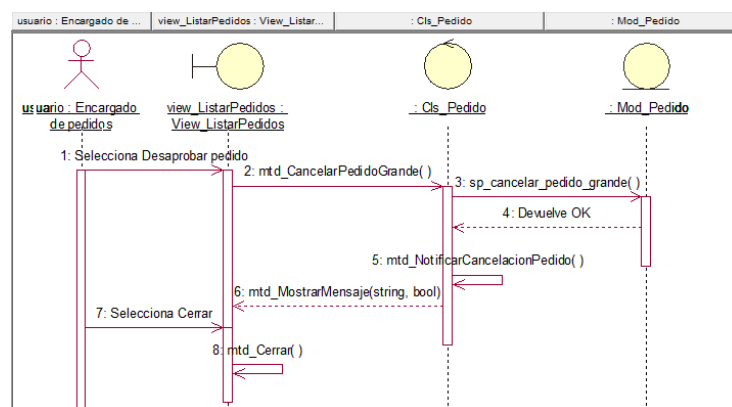 usuario : Encargado de ...
view_ListarPedidos : View_Listar...
: Cls_Pedido
: Mod_Pedido
usuario : Encargado
de pedidos
view_ListarPedidos :
View_ListarPedidos
: Cls_Pedido
: Mod_Pedido
1: Selecciona Desaprobar pedido
2: mtd_CancelarPedidoGrande( )
3: sp_cancelar_pedido_grande( )
4: Devuelve OK
5: mtd_NotificarCancelacionPedido( )
6: mtd_MostrarMensaje(string, bool)
7: Selecciona Cerrar
8: mtd_Cerrar( )